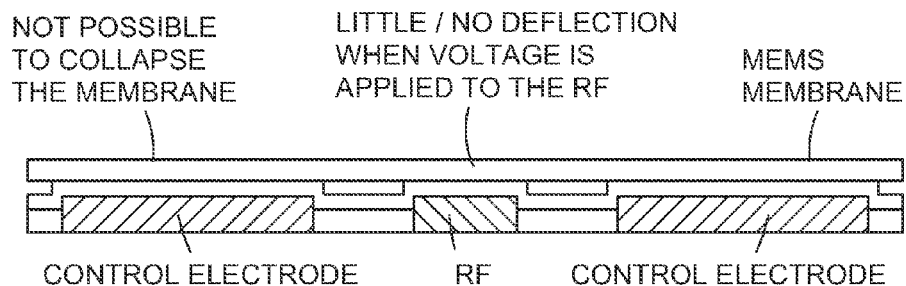 NOT POSSIBLE
TO COLLAPSE
THE MEMBRANE
LITTLE / NO DEFLECTION
WHEN VOLTAGE IS
APPLIED TO THE RF
MEMS
MEMBRANE
CONTROL ELECTRODE
RF
CONTROL ELECTRODE